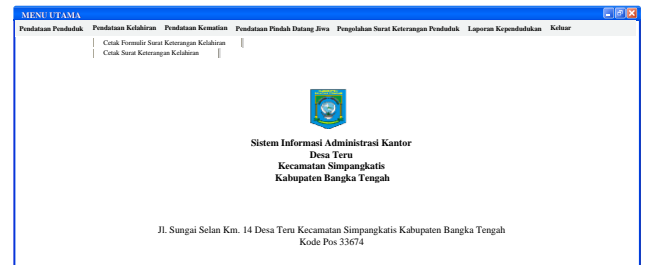 MENU UTAMA
Pendataan Penduduk Pendataan Kelahiran Pendataan Kematian Pendataan Pindah Datang Jiwa Pengolahan Surat Keterangan Penduduk Laporan Kependudukan Keluar
Cetak Formulir Surat Keterangan Kelahiran
Cetak Surat Keterangan Kelahiran
Sistem Informasi Administrasi Kantor
Desa Teru
Kecamatan Simpangkatis
Kabupaten Bangka Tengah
Jl. Sungai Selan Km. 14 Desa Teru Kecamatan Simpangkatis Kabupaten Bangka Tengah
Kode Pos 33674